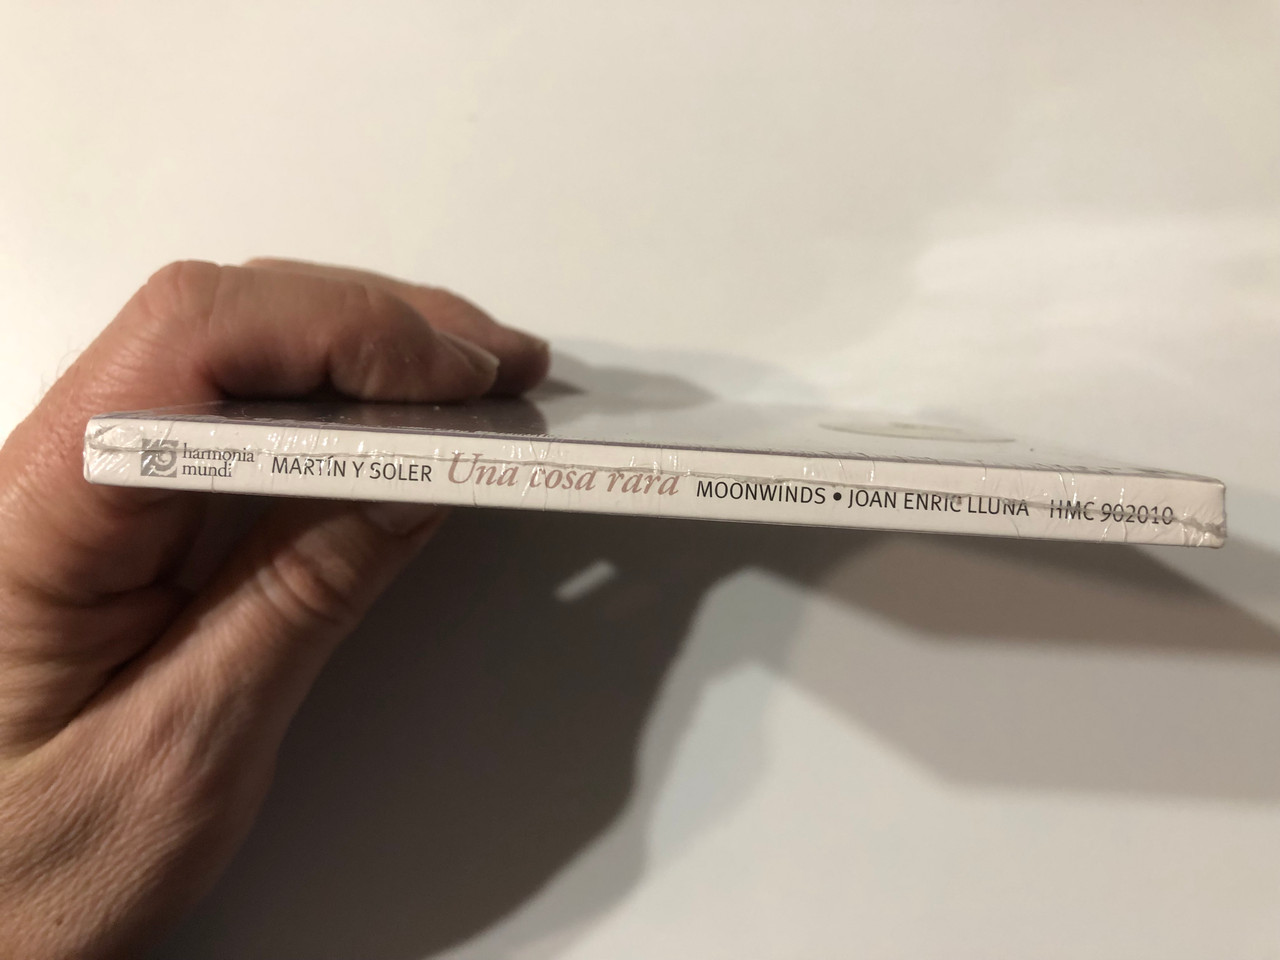 harmonia
mundi
MARTÍN Y SOLER Una cosa rara MOONWINDS • JOAN ENRIC LLUNA HMC 902010